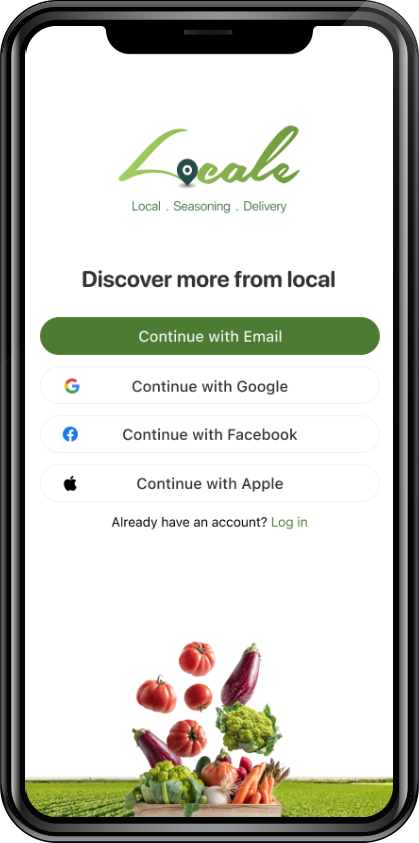 Locale
Local . Seasoning . Delivery
Discover more from local
Continue with Email
Continue with Google
Continue with Facebook
Continue with Apple
Already have an account? Log in